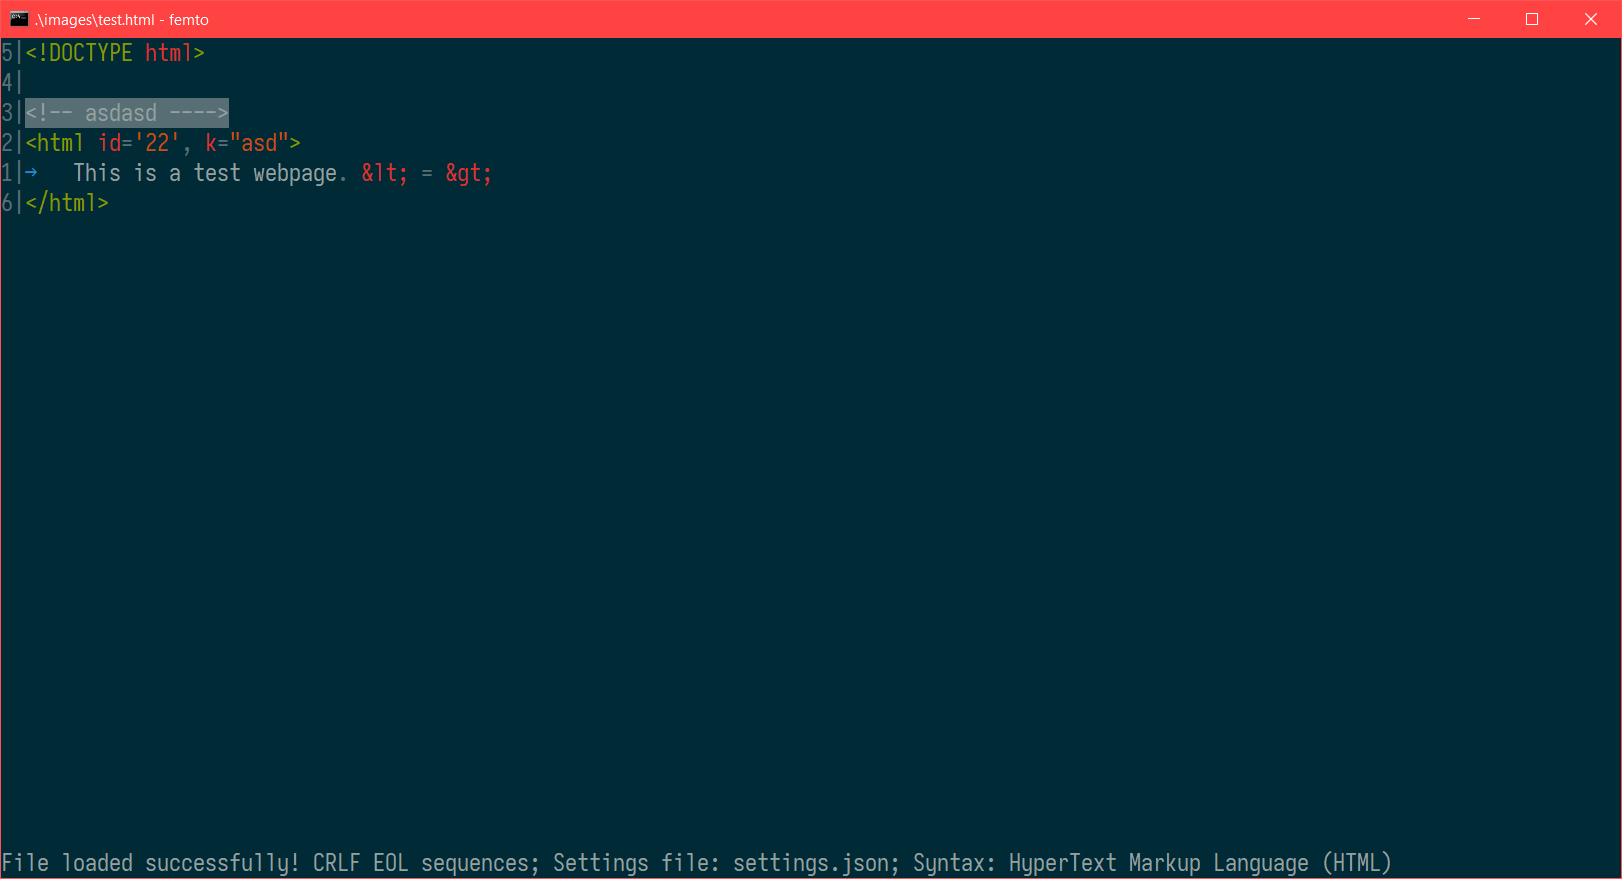 .\images\test.html - femto
5|<!DOCTYPE html>
4|
3|<!-- asdasd ---->
2|<html id='22', k="asd">
1|→   This is a test webpage. &lt; = &gt;
6|</html>
File loaded successfully! CRLF EOL sequences; Settings file: settings.json; Syntax: HyperText Markup Language (HTML)